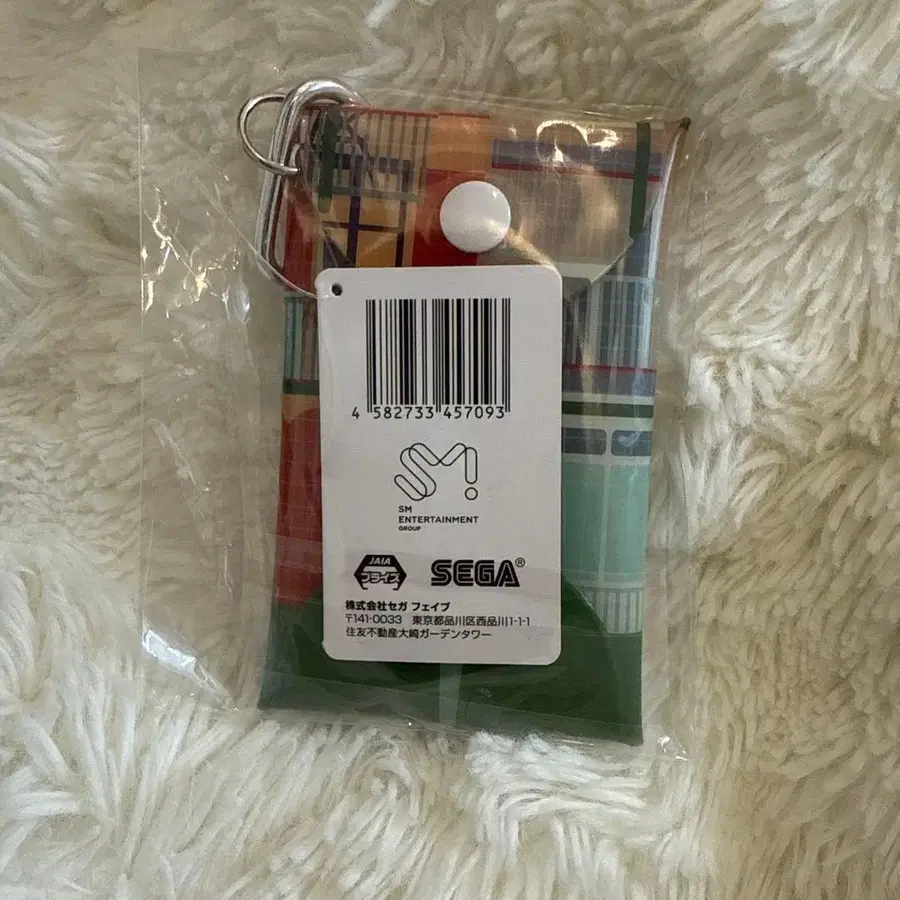 4 582733 457093
SM!
SM
ENTERTAINMENT
GROUP
JAIA
プライズ
SEGA®
株式会社セガ フェイブ
〒141-0033 東京都品川区西品川1-1-1
住友不動産大崎ガーデンタワー